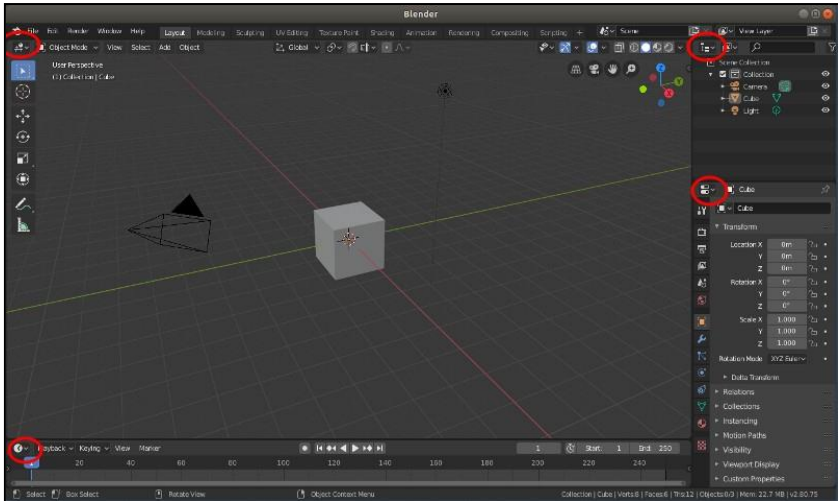 Blender
File Edit Render Window Help Layout Modeling Sculpting UV Editing Texture Paint Shading Animation Rendering Compositing Scripting + Scene View Layer
Object Mode View Select Add Object Global
User Perspective
(1) Collection | Cube
Scene Collection
Collection
Camera
Cube
Light
Cube
Cube
Transform
Location X 0m
Y 0m
Z 0m
Rotation X 0°
Y 0°
Z 0°
Scale X 1.000
Y 1.000
Z 1.000
Rotation Mode XYZ Euler
Delta Transform
Relations
Collections
Instancing
Motion Paths
Visibility
Viewport Display
Custom Properties
Playback Keying View Marker 1 Start 1 End 250
20 40 60 80 100 120 140 160 180 200 220 240
Select Box Select Rotate View Object Context Menu Collection | Cube | Verts:8 | Faces:6 | Tris:12 | Objects:0/3 | Mem: 22.7 MB | v2.80.75